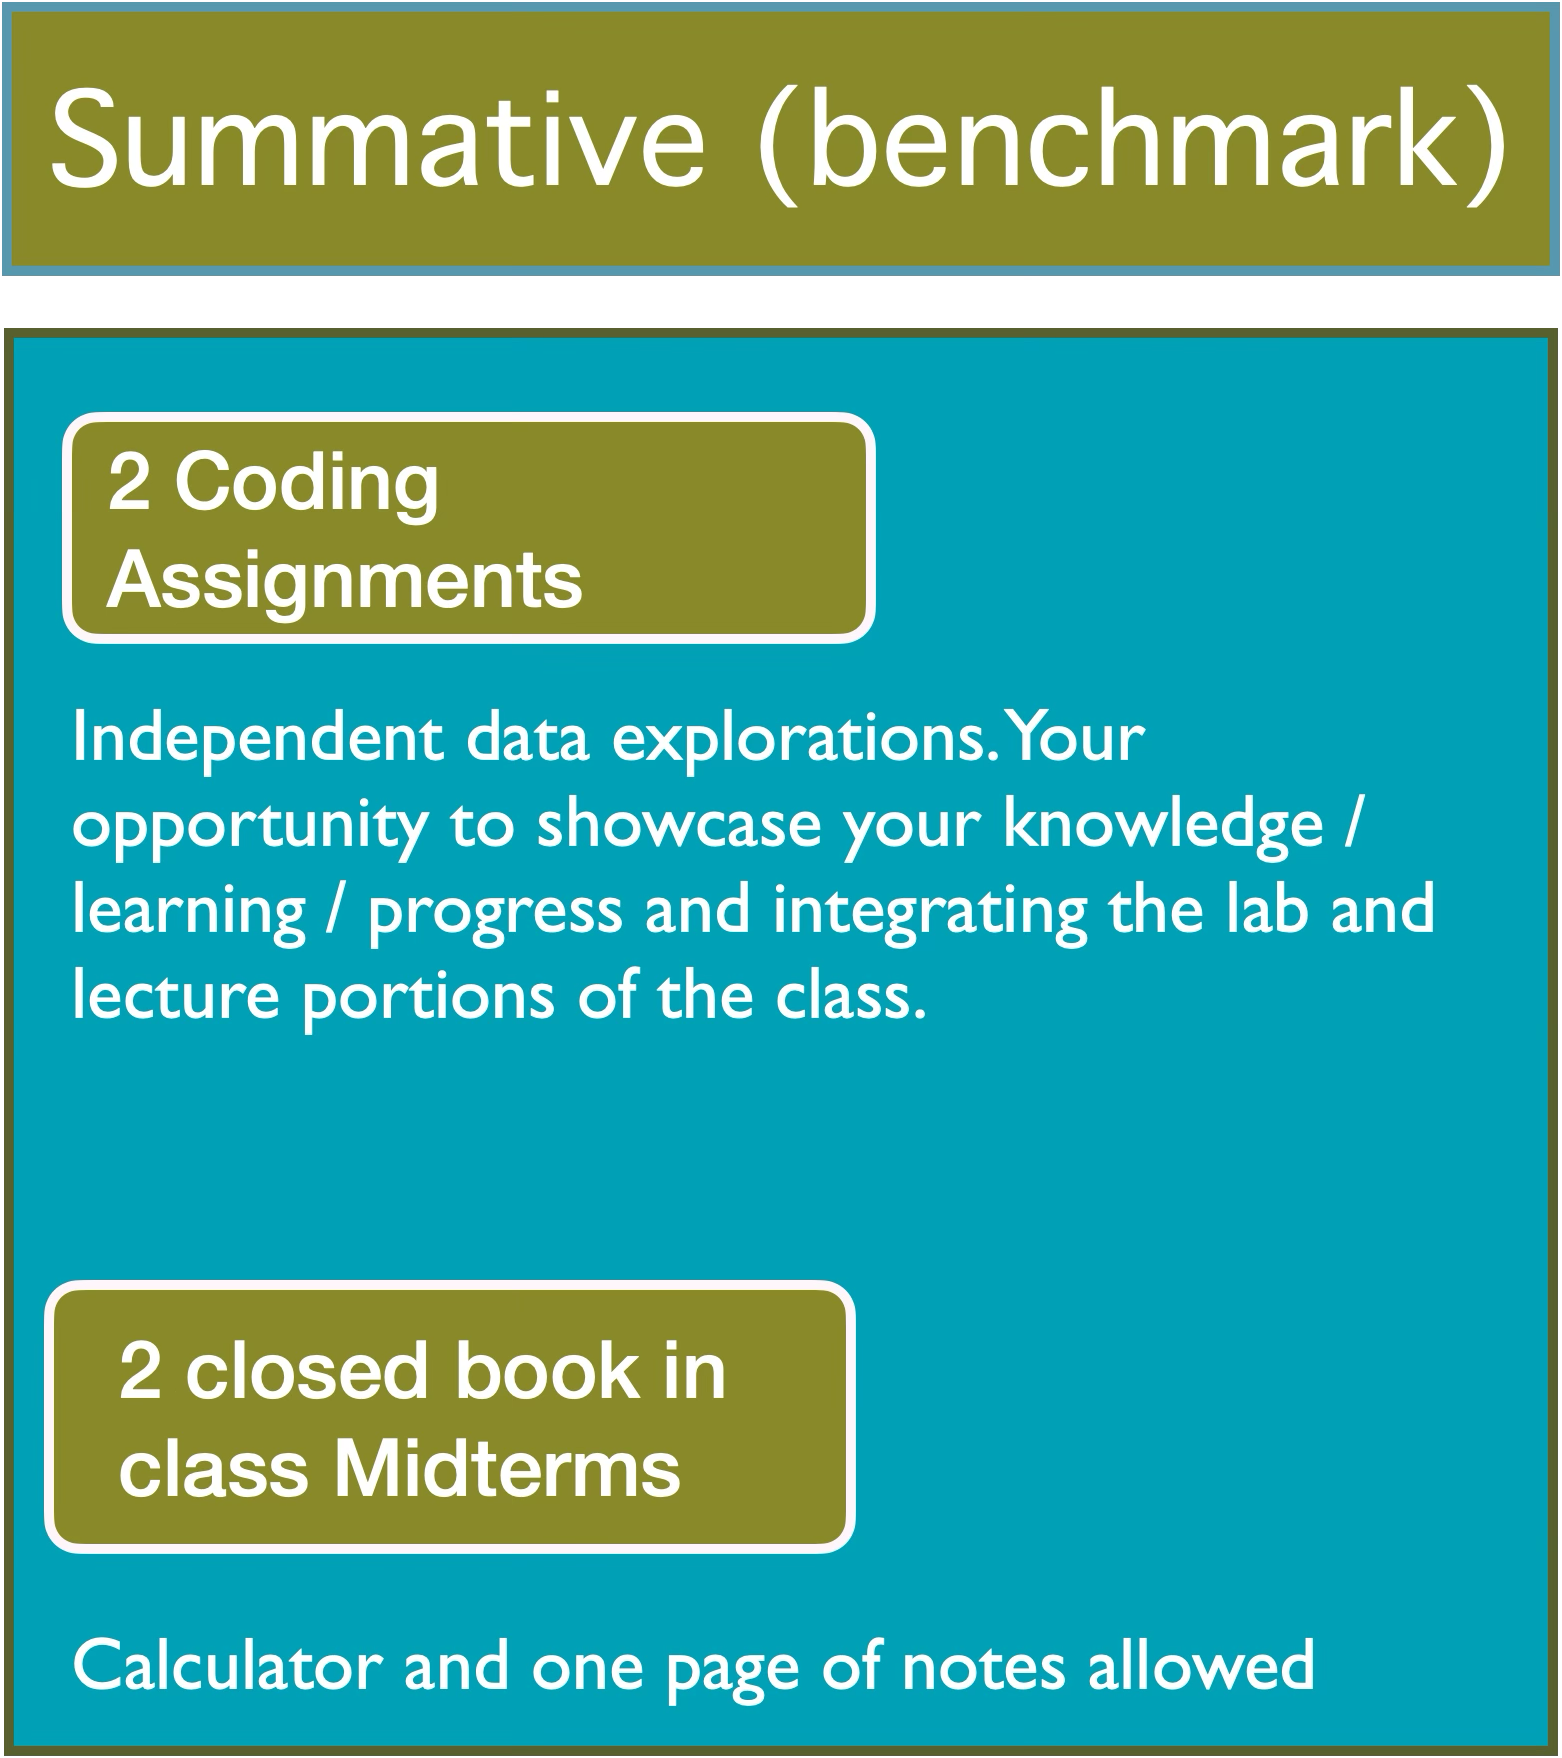 Summative (benchmark)
2 Coding
Assignments
Independent data explorations. Your
opportunity to showcase your knowledge /
learning / progress and integrating the lab and
lecture portions of the class.
2 closed book in
class Midterms
Calculator and one page of notes allowed